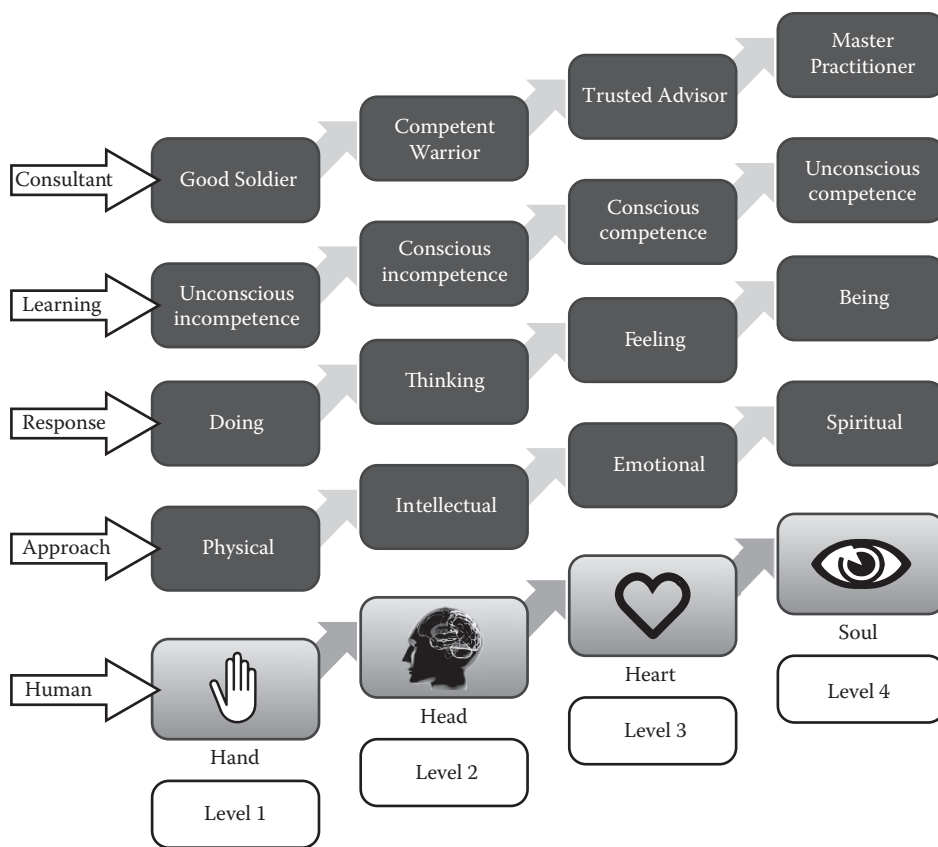 Consultant
Good Soldier
Competent
Warrior
Trusted Advisor
Master
Practitioner
Learning
Unconscious
incompetence
Conscious
incompetence
Conscious
competence
Unconscious
competence
Response
Doing
Thinking
Feeling
Being
Approach
Physical
Intellectual
Emotional
Spiritual
Human
Hand
Head
Heart
Soul
Level 1
Level 2
Level 3
Level 4